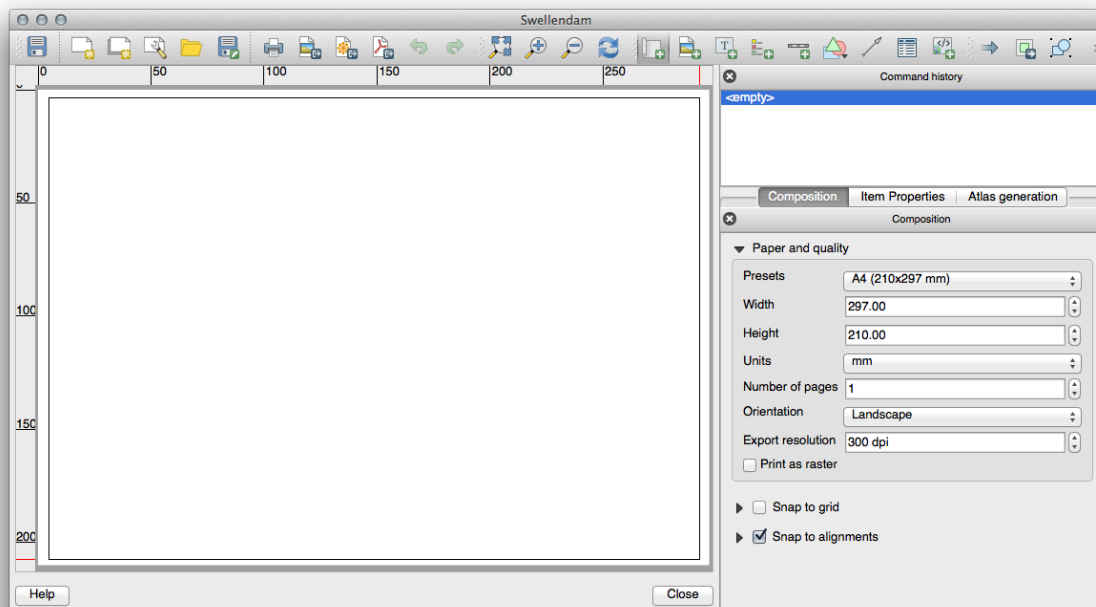 Swellendam
0 50 100 150 200 250
Command history
<empty>
50
Composition Item Properties Atlas generation
Composition
Paper and quality
Presets A4 (210x297 mm)
Width 297.00
100
Height 210.00
Units mm
Number of pages 1
Orientation Landscape
150
Export resolution 300 dpi
Print as raster
Snap to grid
200
Snap to alignments
Help Close